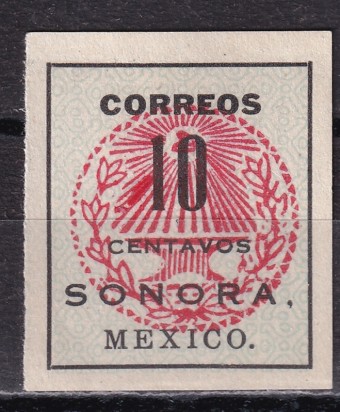 CORREOS
10
CENTAVOS
SONORA,
MEXICO.